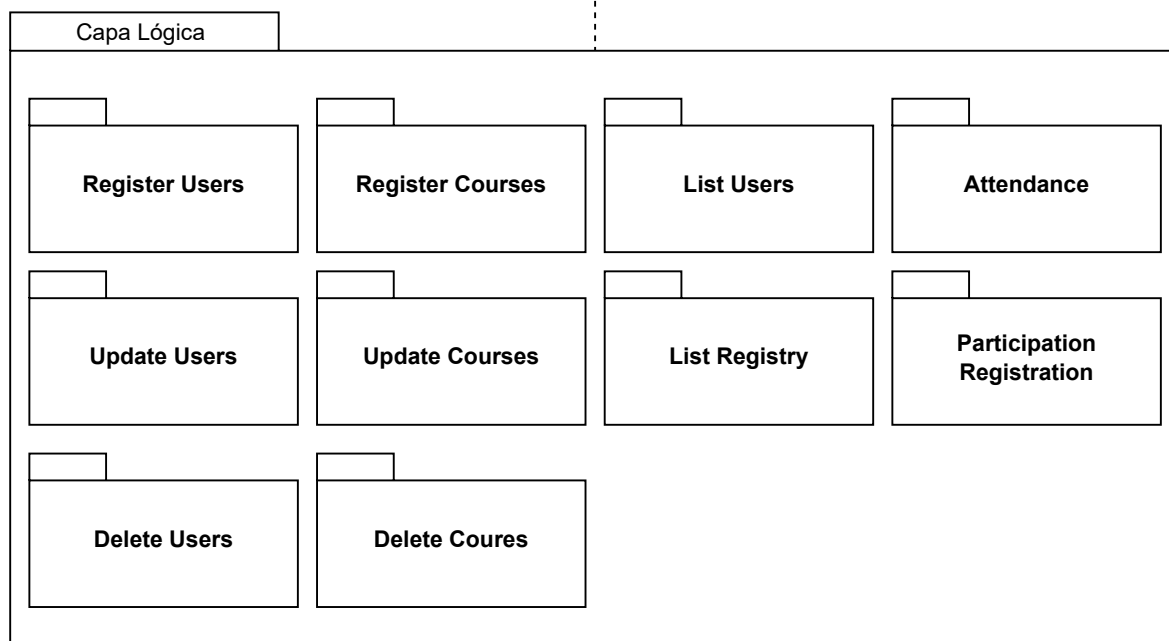 Capa Lógica
Register Users
Register Courses
List Users
Attendance
Update Users
Update Courses
List Registry
Participation
Registration
Delete Users
Delete Coures